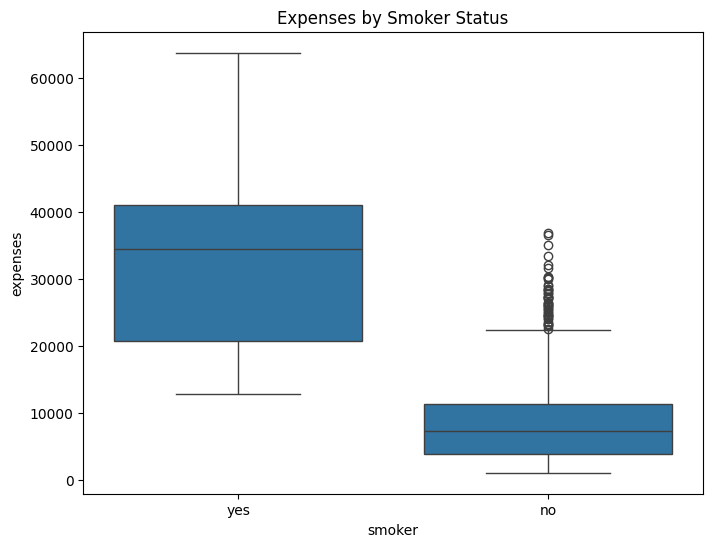 Expenses by Smoker Status
expenses
60000
50000
40000
30000
20000
10000
0
yes
no
smoker